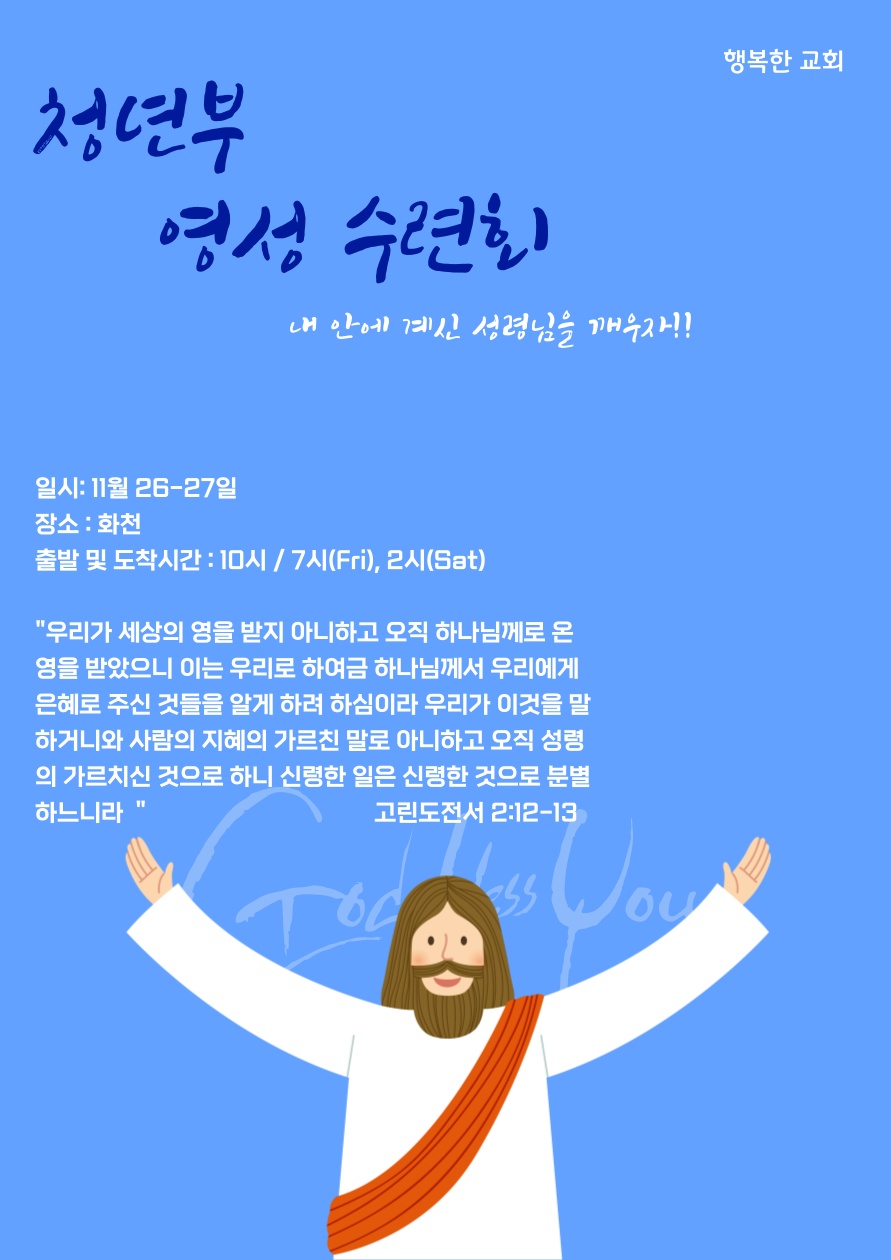 행복한 교회
청년부
영성 수련회
내 안에 계신 성령님을 깨우자!!
일시: 11월 26-27일
장소 : 화천
출발 및 도착시간 : 10시 / 7시(Fri), 2시(Sat)
"우리가 세상의 영을 받지 아니하고 오직 하나님께로 온
영을 받았으니 이는 우리로 하여금 하나님께서 우리에게
은혜로 주신 것들을 알게 하려 하심이라 우리가 이것을 말
하거니와 사람의 지혜의 가르친 말로 아니하고 오직 성령
의 가르치신 것으로 하니 신령한 일은 신령한 것으로 분별
하느니라 " 고린도전서 2:12-13
God bless You